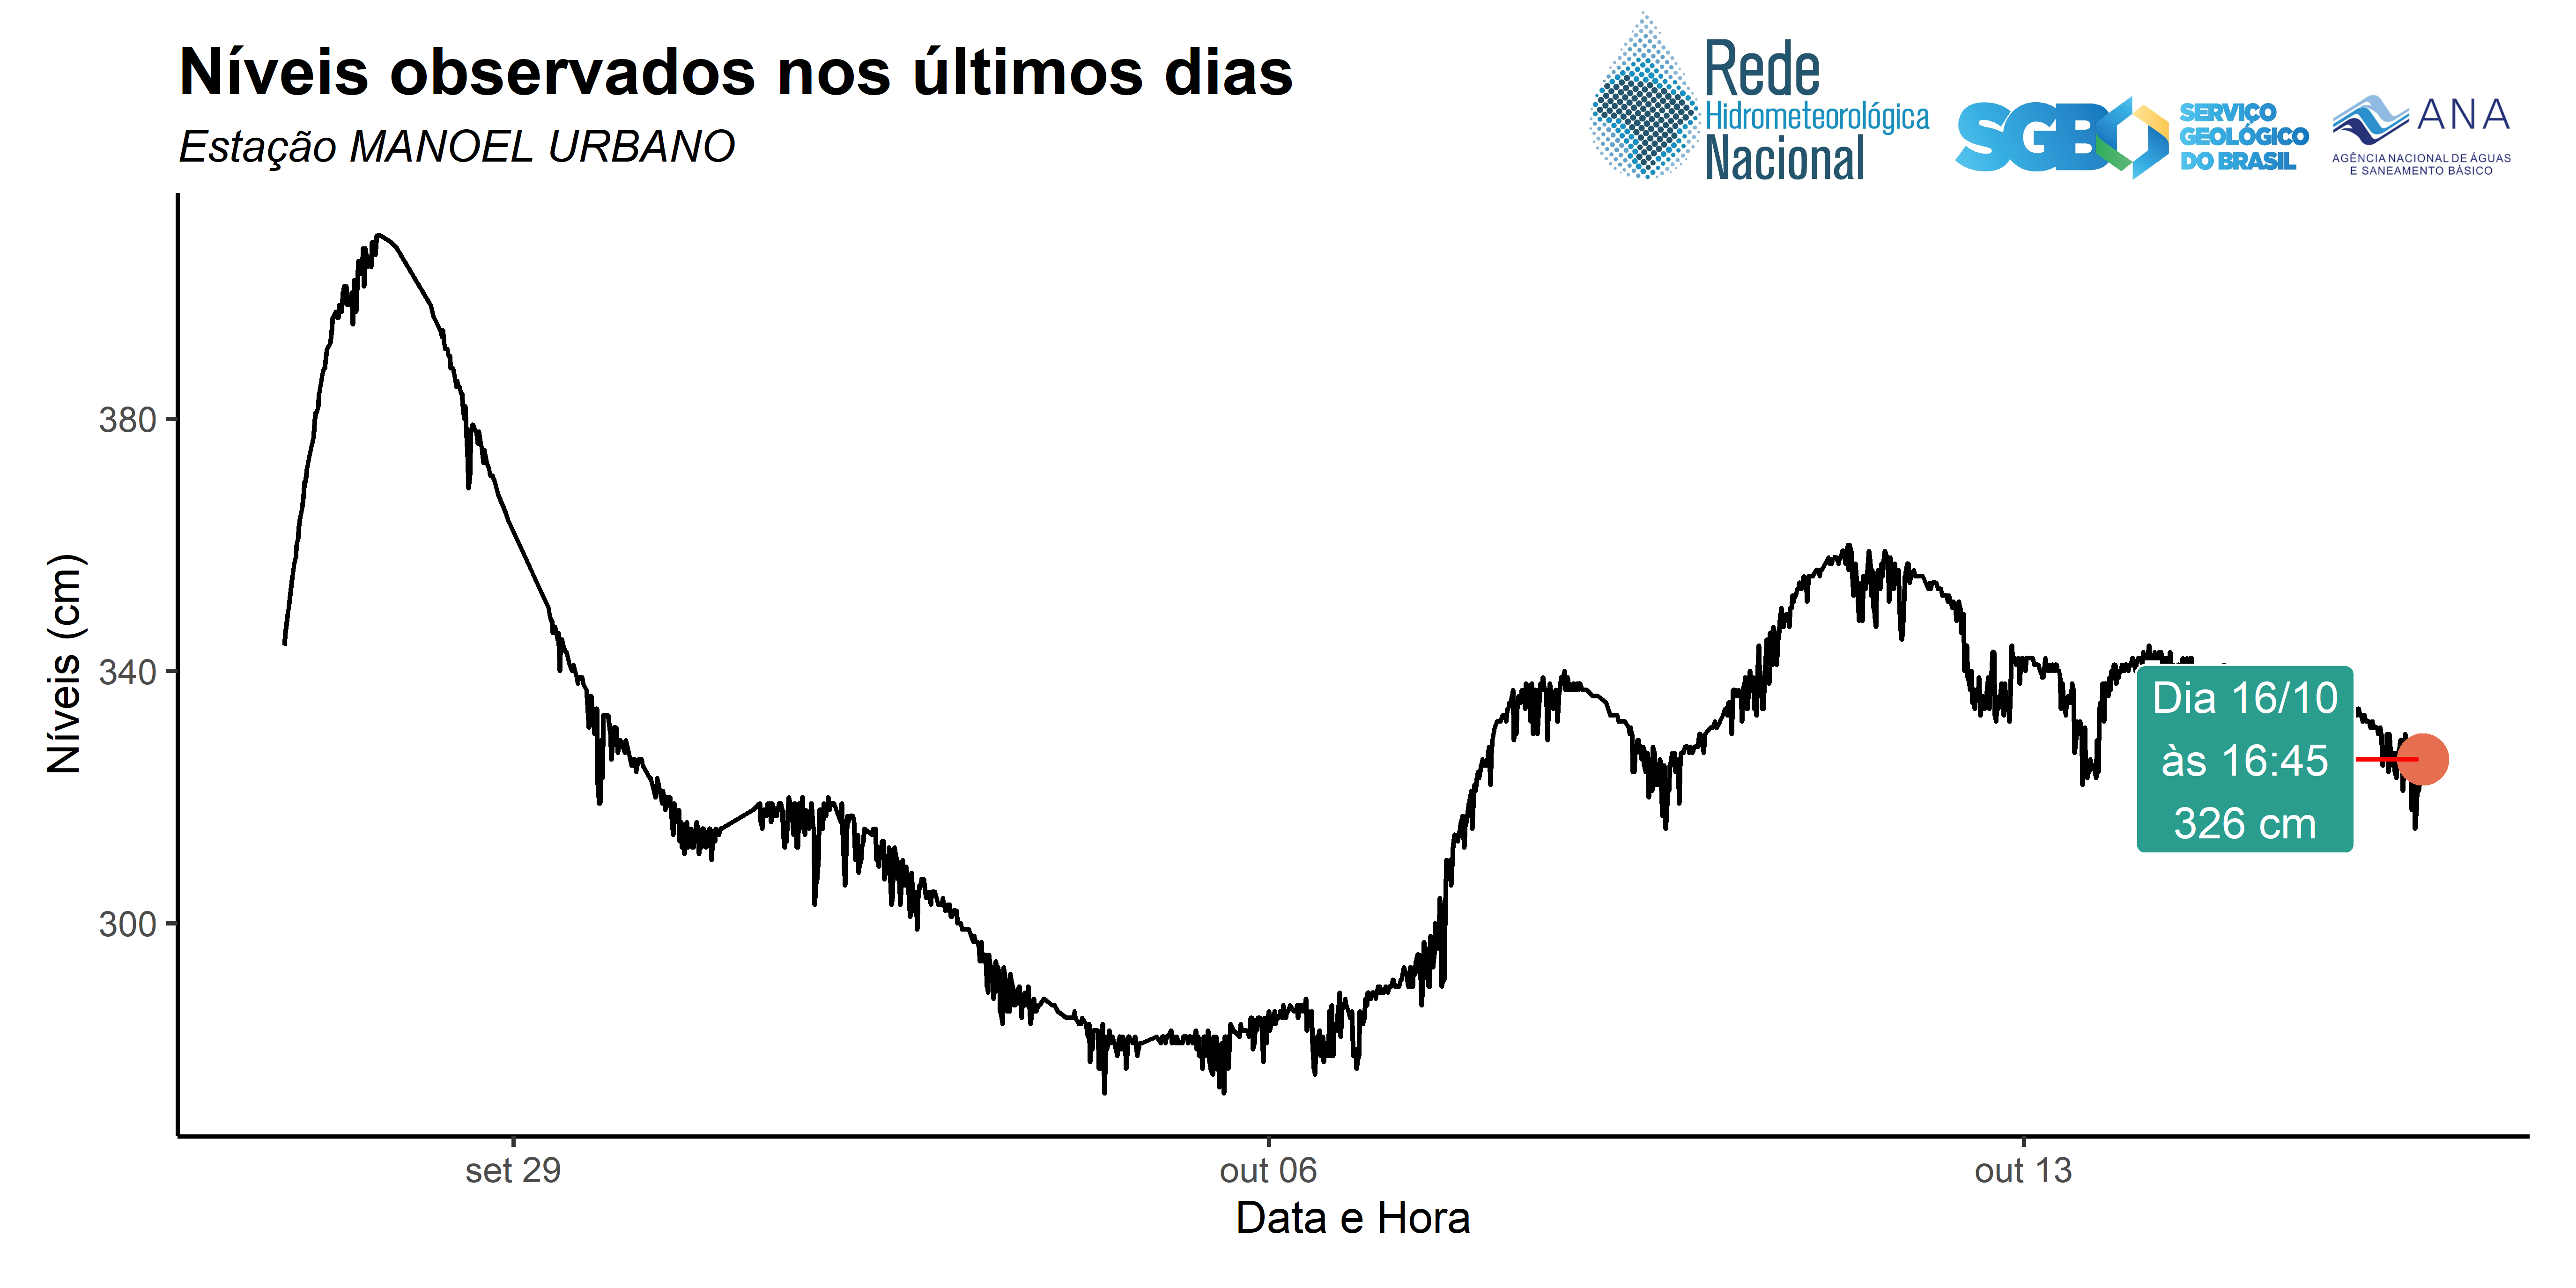 Níveis observados nos últimos dias
Estação MANOEL URBANO
Rede
Hidrometeorológica
Nacional
SGB
SERVIÇO
GEOLÓGICO
DO BRASIL
ANA
AGÊNCIA NACIONAL DE ÁGUAS
E SANEAMENTO BÁSICO
Níveis (cm)
380
340
300
Dia 16/10
às 16:45
326 cm
set 29
out 06
out 13
Data e Hora